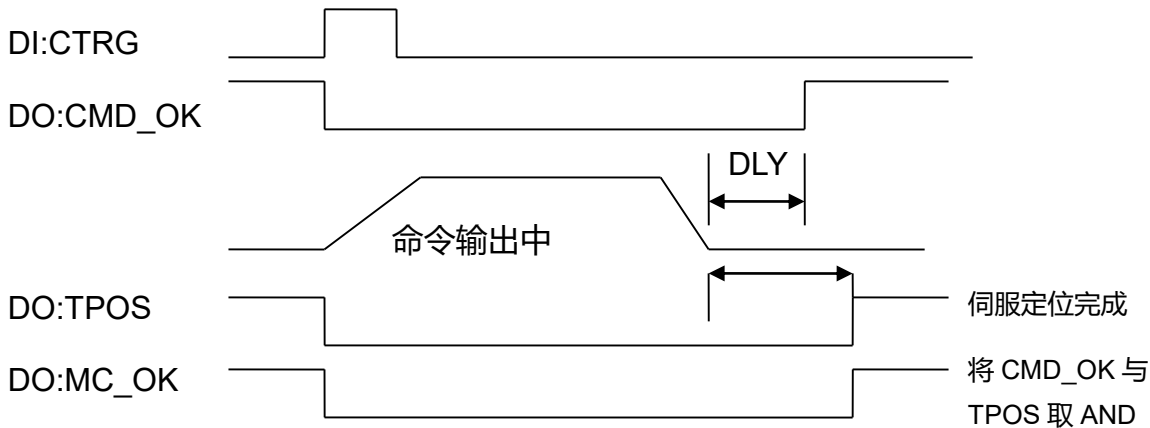 DI:CTRG
DO:CMD_OK
DLY
命令输出中
DO:TPOS
伺服定位完成
DO:MC_OK
将 CMD_OK 与
TPOS 取 AND